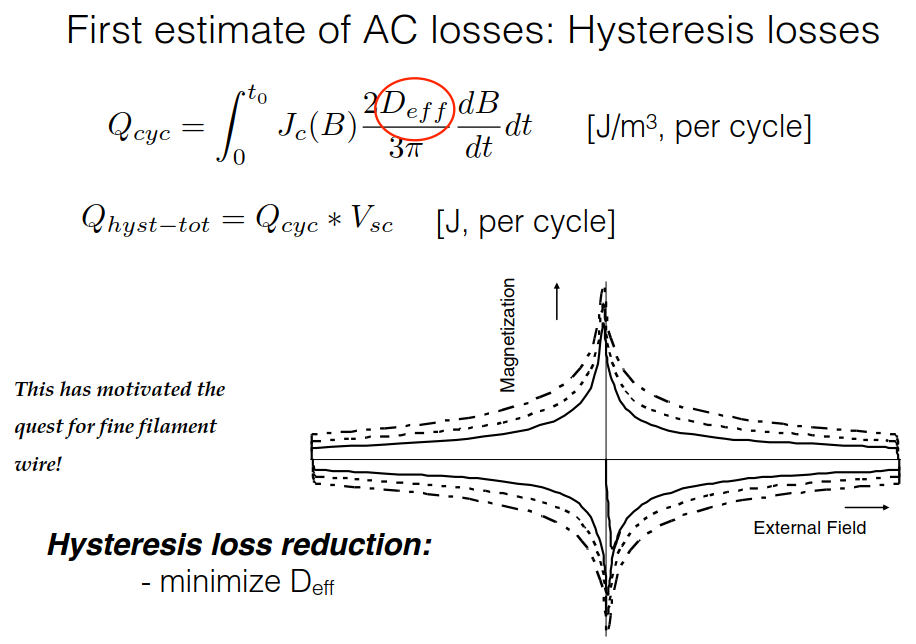 First estimate of AC losses: Hysteresis losses
Q_{cyc} = \int_0^{t_0} J_c(B) \frac{2D_{eff}}{3\pi} \frac{dB}{dt} dt [J/m³, per cycle]
Q_{hyst-tot} = Q_{cyc} * V_{sc} [J, per cycle]
Magnetization
This has motivated the
quest for fine filament
wire!
External Field
Hysteresis loss reduction:
- minimize D_{eff}